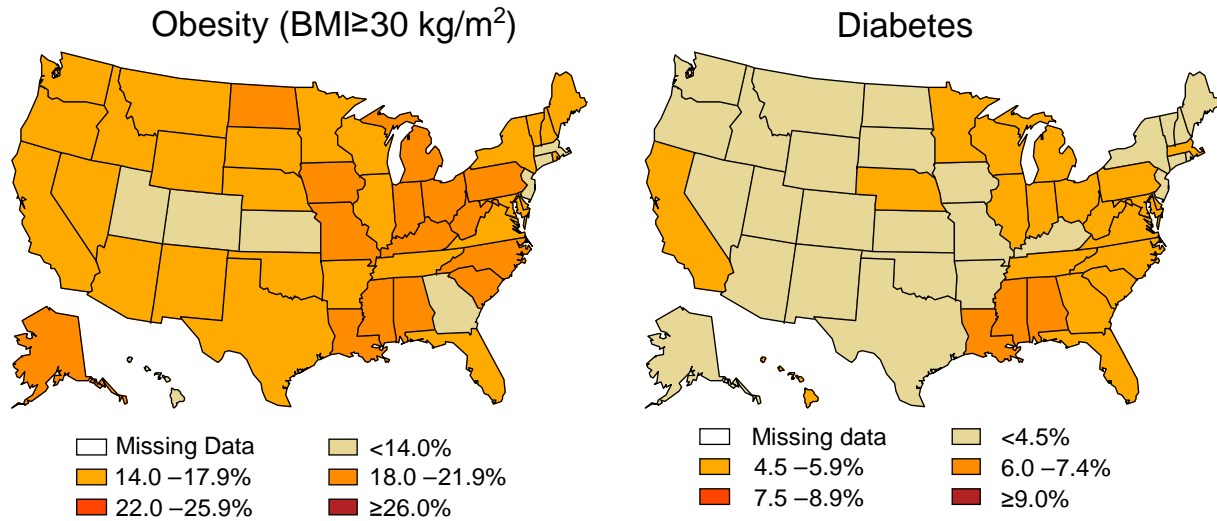 Obesity (BMI≥30 kg/m²)
Diabetes
Missing Data
<14.0%
14.0 –17.9%
18.0 –21.9%
22.0 –25.9%
≥26.0%
Missing data
<4.5%
4.5 –5.9%
6.0 –7.4%
7.5 –8.9%
≥9.0%